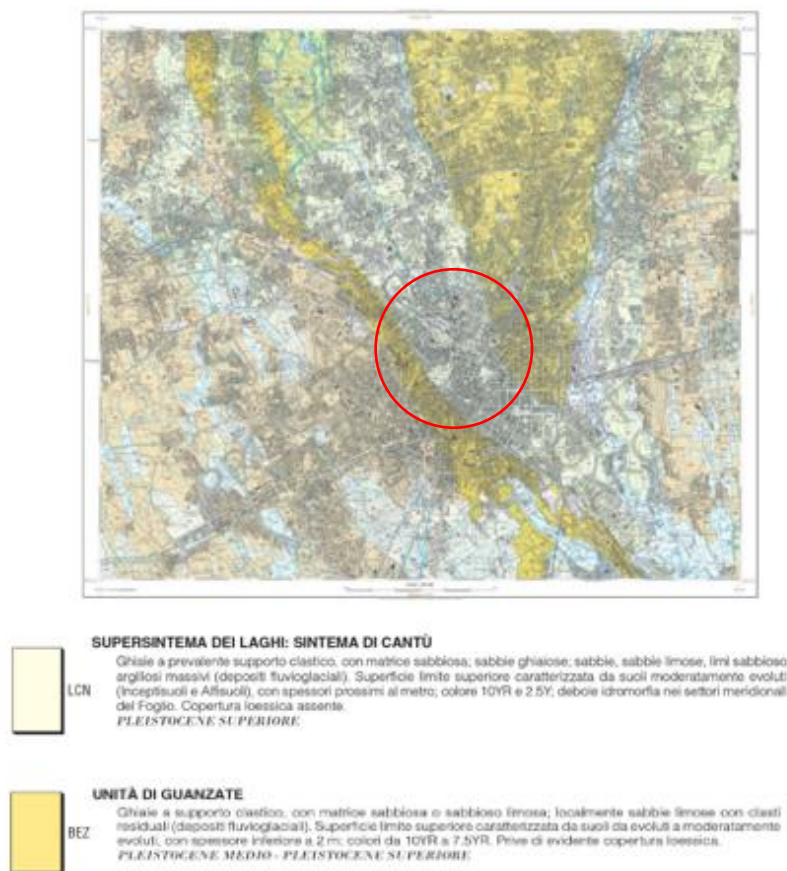 SUPERSINTEMA DEI LAGHI: SINTEMA DI CANTÙ
Ghiaie a prevalente supporto clastico, con matrice sabbiosa; sabbie ghiaiose; sabbie, sabbie limose, limi sabbioso
argillosi massivi (depositi fluvioglaciali). Superficie limite superiore caratterizzata da suoli moderatamente evoluti
LCN
(Inceptisuoli e Alfisuoli), con spessori prossimi al metro; colore 10YR e 2.5Y; debole idromorfia nei settori meridionali
del Foglio. Copertura loessica assente.
PLEISTOCENE SUPERIORE
UNITÀ DI GUANZATE
Ghiaie a supporto clastico, con matrice sabbiosa o sabbioso limosa; localmente sabbie limose con clasti
BEZ
residuali (depositi fluvioglaciali). Superficie limite superiore caratterizzata da suoli da evoluti a moderatamente
evoluti, con spessore inferiore a 2 m; colori da 10YR a 7.5YR. Prive di evidente copertura loessica.
PLEISTOCENE MEDIO - PLEISTOCENE SUPERIORE